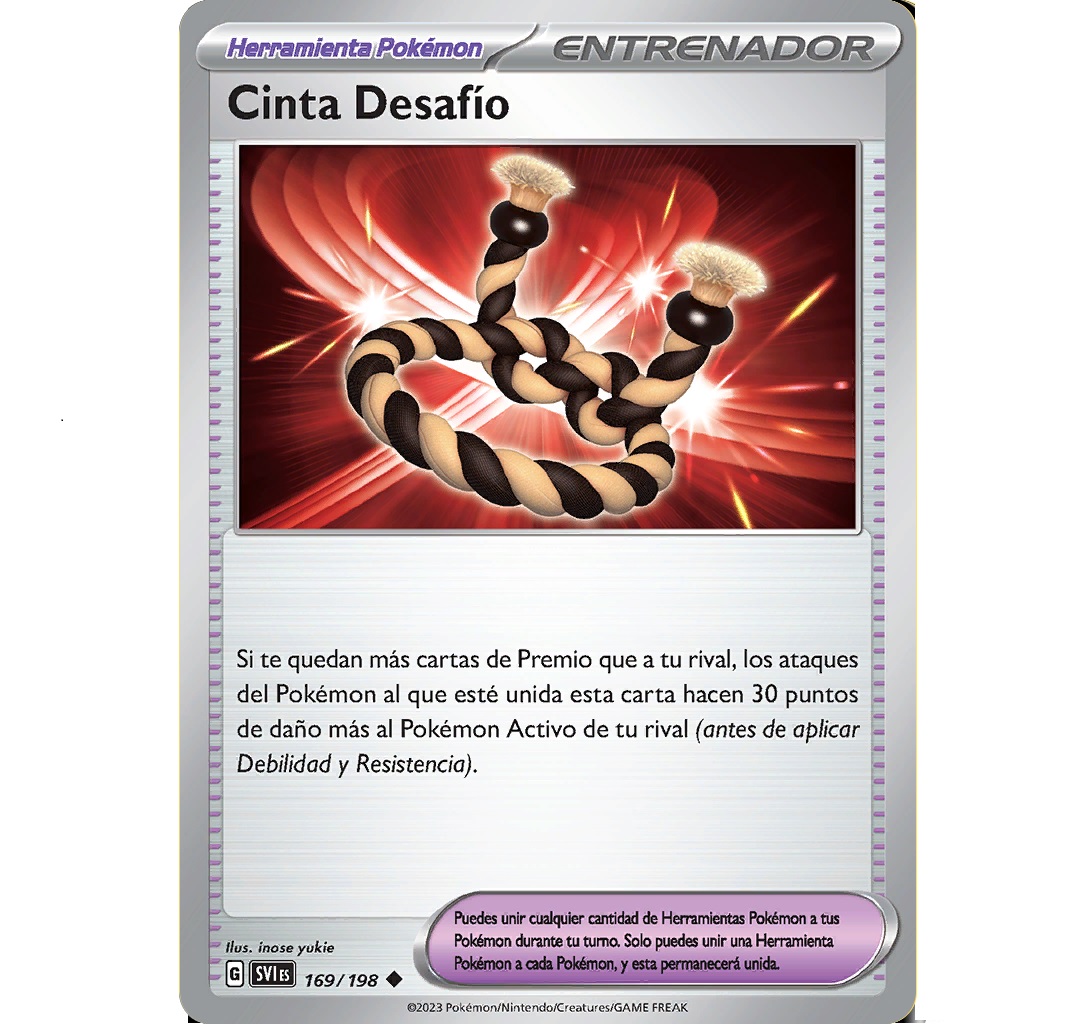 Herramienta Pokémon
ENTRENADOR
Cinta Desafío
Si te quedan más cartas de Premio que a tu rival, los ataques
del Pokémon al que esté unida esta carta hacen 30 puntos
de daño más al Pokémon Activo de tu rival (antes de aplicar
Debilidad y Resistencia).
Puedes unir cualquier cantidad de Herramientas Pokémon a tus
Pokémon durante tu turno. Solo puedes unir una Herramienta
Pokémon a cada Pokémon, y esta permanecerá unida.
Ilus. inose yukie
G SVI ES 169/198
©2023 Pokémon/Nintendo/Creatures/GAME FREAK